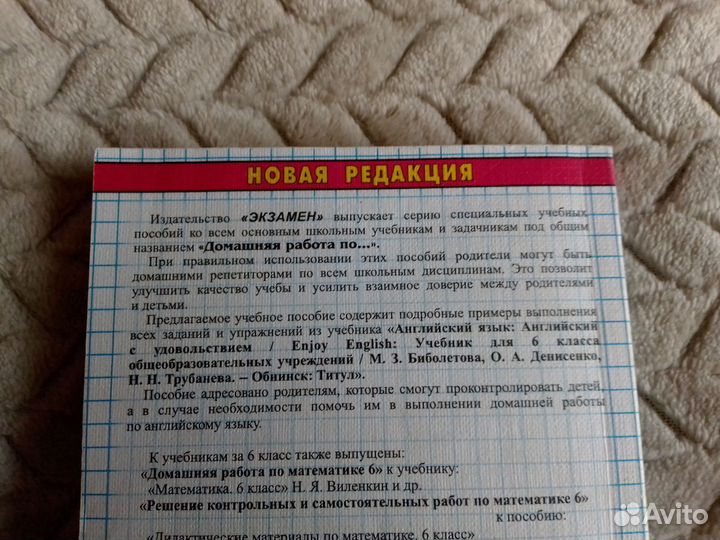 НОВАЯ РЕДАКЦИЯ
Издательство «ЭКЗАМЕН» выпускает серию специальных учебных
пособий ко всем основным школьным учебникам и задачникам под общим
названием «Домашняя работа по...».
При правильном использовании этих пособий родители могут быть
домашними репетиторами по всем школьным дисциплинам. Это позволит
улучшить качество учебы и усилить взаимное доверие между родителями
и детьми.
Предлагаемое учебное пособие содержит подробные примеры выполнения
всех заданий и упражнений из учебника «Английский язык: Английский
с удовольствием / Enjoy English: Учебник для 6 класса
общеобразовательных учреждений / М. З. Биболетова, О. А. Денисенко,
Н. Н. Трубанева. – Обнинск: Титул».
Пособие адресовано родителям, которые смогут проконтролировать детей,
а в случае необходимости помочь им в выполнении домашней работы
по английскому языку.
К учебникам за 6 класс также выпущены:
«Домашняя работа по математике 6» к учебнику:
«Математика. 6 класс» Н. Я. Виленкин и др.
«Решение контрольных и самостоятельных работ по математике 6»
к пособию:
«Дидактические материалы по математике. 6 класс»
Avito